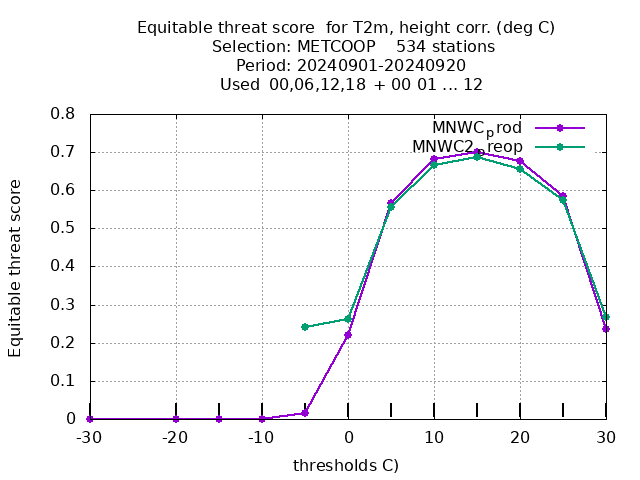 Equitable threat score  for T2m, height corr. (deg C)
Selection: METCOOP    534 stations
Period: 20240901-20240920
Used  00,06,12,18  + 00 01 ... 12
MNWC_prod
MNWC2_preop
Equitable threat score
0.8
0.7
0.6
0.5
0.4
0.3
0.2
0.1
0
-30 -20 -10 0 10 20 30
thresholds C)